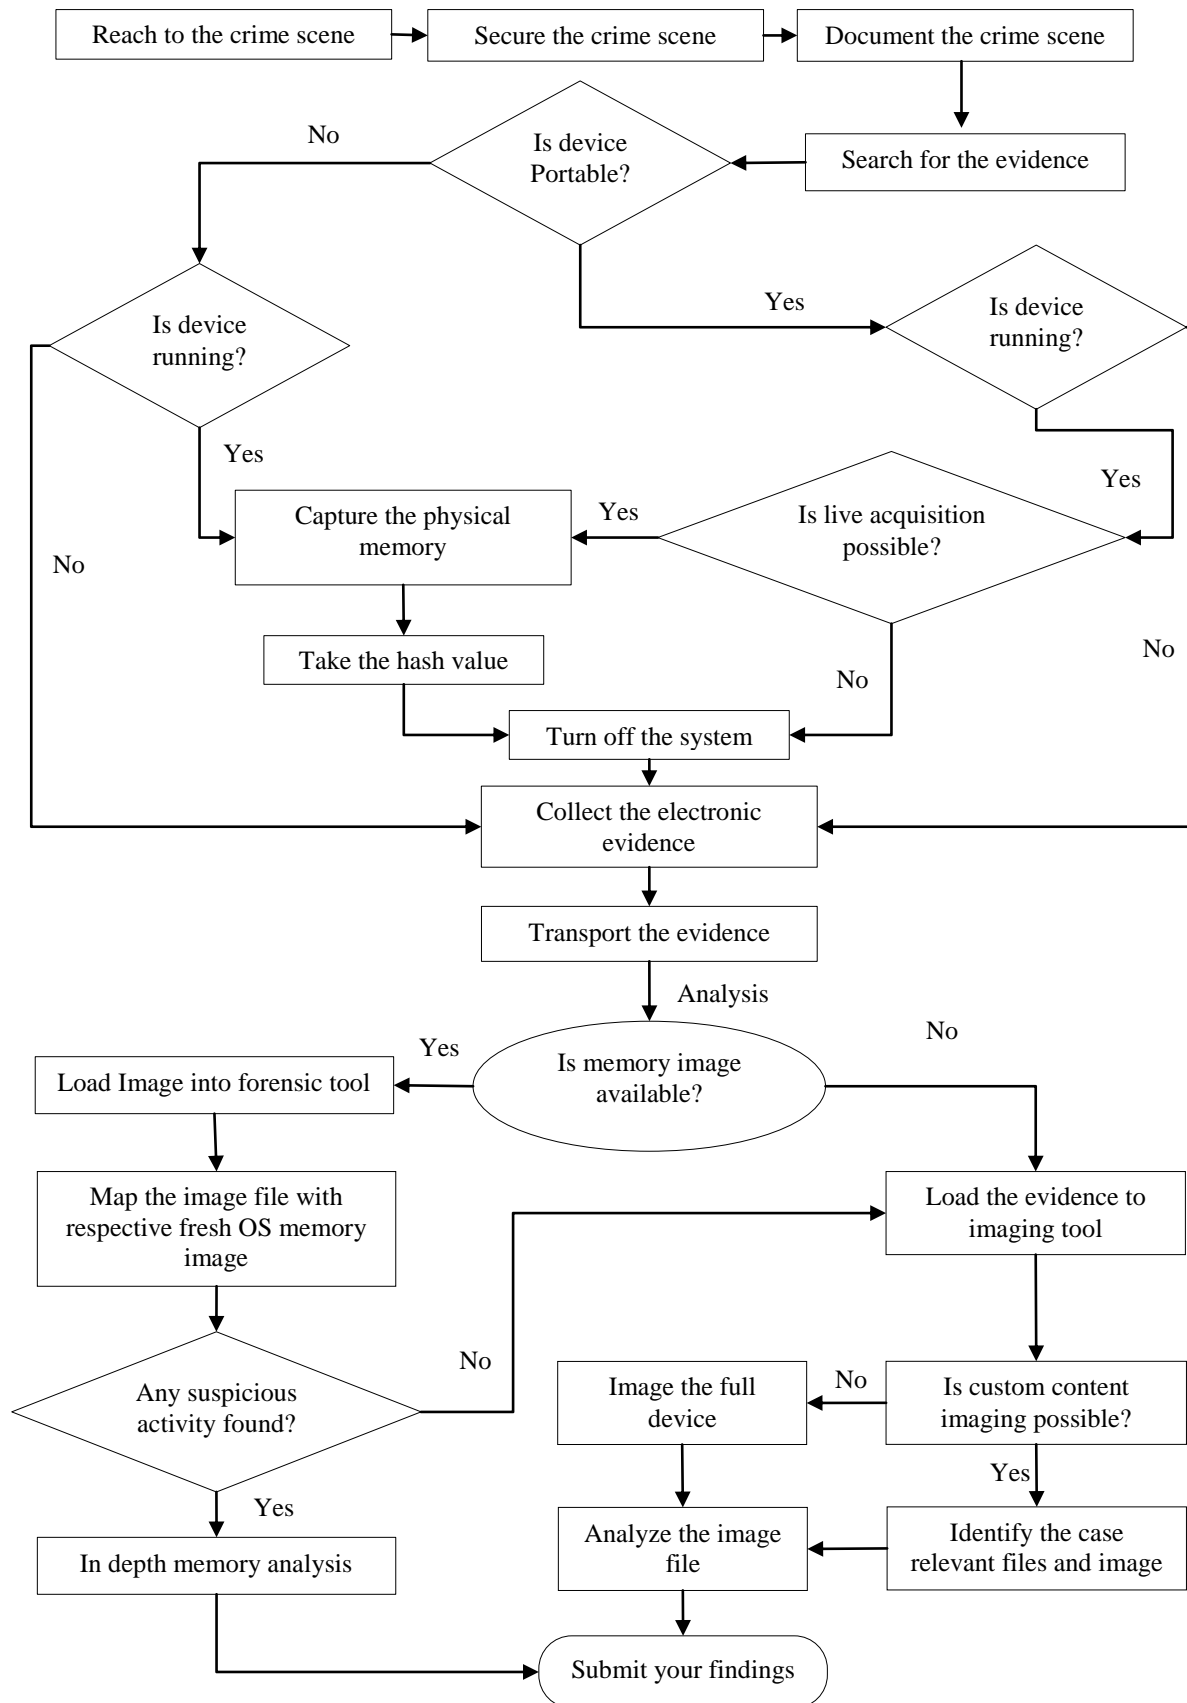 Reach to the crime scene
Secure the crime scene
Document the crime scene
No
Is device
Portable?
Search for the evidence
Is device
running?
Yes
Is device
running?
Yes
Capture the physical
memory
Yes
Is live acquisition
possible?
Yes
No
Take the hash value
No
No
Turn off the system
Collect the electronic
evidence
Transport the evidence
Analysis
Yes
Is memory image
available?
No
Load Image into forensic tool
Map the image file with
respective fresh OS memory
image
Load the evidence to
imaging tool
Any suspicious
activity found?
No
Image the full
device
No
Is custom content
imaging possible?
Yes
Yes
In depth memory analysis
Analyze the image
file
Identify the case
relevant files and image
Submit your findings